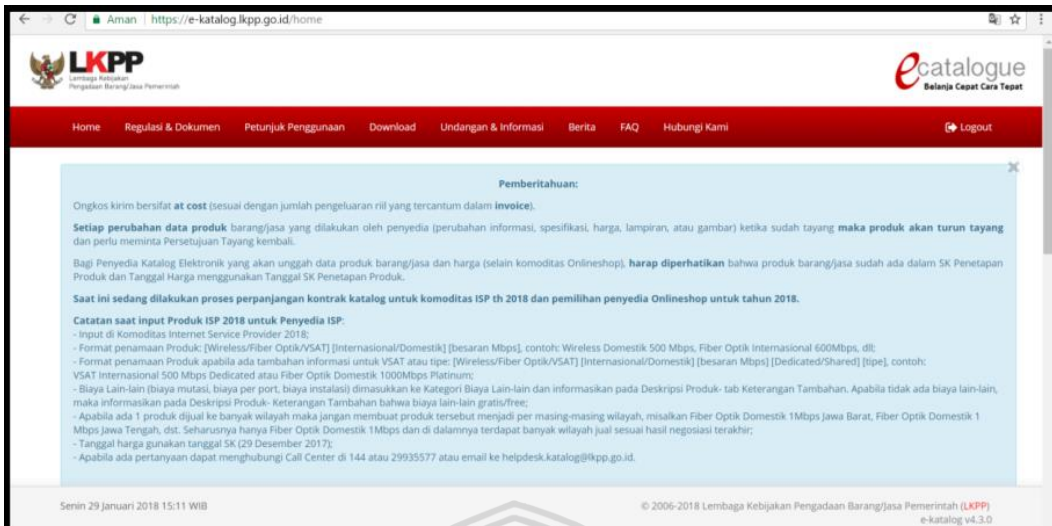 Aman https://e-katalog.lkpp.go.id/home
LKPP
Lembaga Kebijakan
Pengadaan Barang/Jasa Pemerintah
ecatalogue
Belanja Cepat Cara Tepat
Home Regulasi & Dokumen Petunjuk Penggunaan Download Undangan & Informasi Berita FAQ Hubungi Kami Logout
Pemberitahuan:
Ongkos kirim bersifat at cost (sesuai dengan jumlah pengeluaran riil yang tercantum dalam invoice).
Setiap perubahan data produk barang/jasa yang dilakukan oleh penyedia (perubahan informasi, spesifikasi, harga, lampiran, atau gambar) ketika sudah tayang maka produk akan turun tayang
dan perlu meminta Persetujuan Tayang kembali.
Bagi Penyedia Katalog Elektronik yang akan unggah data produk barang/jasa dan harga (selain komoditas Onlineshop), harap diperhatikan bahwa produk barang/jasa sudah ada dalam SK Penetapan
Produk dan Tanggal Harga menggunakan Tanggal SK Penetapan Produk.
Saat ini sedang dilakukan proses perpanjangan kontrak katalog untuk komoditas ISP th 2018 dan pemilihan penyedia Onlineshop untuk tahun 2018.
Catatan saat input Produk ISP 2018 untuk Penyedia ISP:
- Input di Komoditas Internet Service Provider 2018;
- Format penamaan Produk: [Wireless/Fiber Optik/VSAT] [Internasional/Domestik] [besaran Mbps], contoh: Wireless Domestik 500 Mbps, Fiber Optik Internasional 600Mbps, dll;
- Format penamaan Produk apabila ada tambahan informasi untuk VSAT atau tipe: [Wireless/Fiber Optik/VSAT] [Internasional/Domestik] [besaran Mbps] [Dedicated/Shared] [tipe], contoh:
VSAT Internasional 500 Mbps Dedicated atau Fiber Optik Domestik 1000Mbps Platinum;
- Biaya Lain-lain (biaya mutasi, biaya per port, biaya instalasi) dimasukkan ke Kategori Biaya Lain-lain dan informasikan pada Deskripsi Produk- tab Keterangan Tambahan. Apabila tidak ada biaya lain-lain,
maka informasikan pada Deskripsi Produk- Keterangan Tambahan bahwa biaya lain-lain gratis/free;
- Apabila ada 1 produk dijual ke banyak wilayah maka jangan membuat produk tersebut menjadi per masing-masing wilayah, misalkan Fiber Optik Domestik 1Mbps Jawa Barat, Fiber Optik Domestik 1
Mbps Jawa Tengah, dst. Seharusnya hanya Fiber Optik Domestik 1Mbps dan di dalamnya terdapat banyak wilayah jual sesuai hasil negosiasi terakhir;
- Tanggal harga gunakan tanggal SK (29 Desember 2017);
- Apabila ada pertanyaan dapat menghubungi Call Center di 144 atau 29935577 atau email ke helpdesk.katalog@lkpp.go.id.
Senin 29 Januari 2018 15:11 WIB
© 2006-2018 Lembaga Kebijakan Pengadaan Barang/Jasa Pemerintah (LKPP)
e-katalog v4.3.0